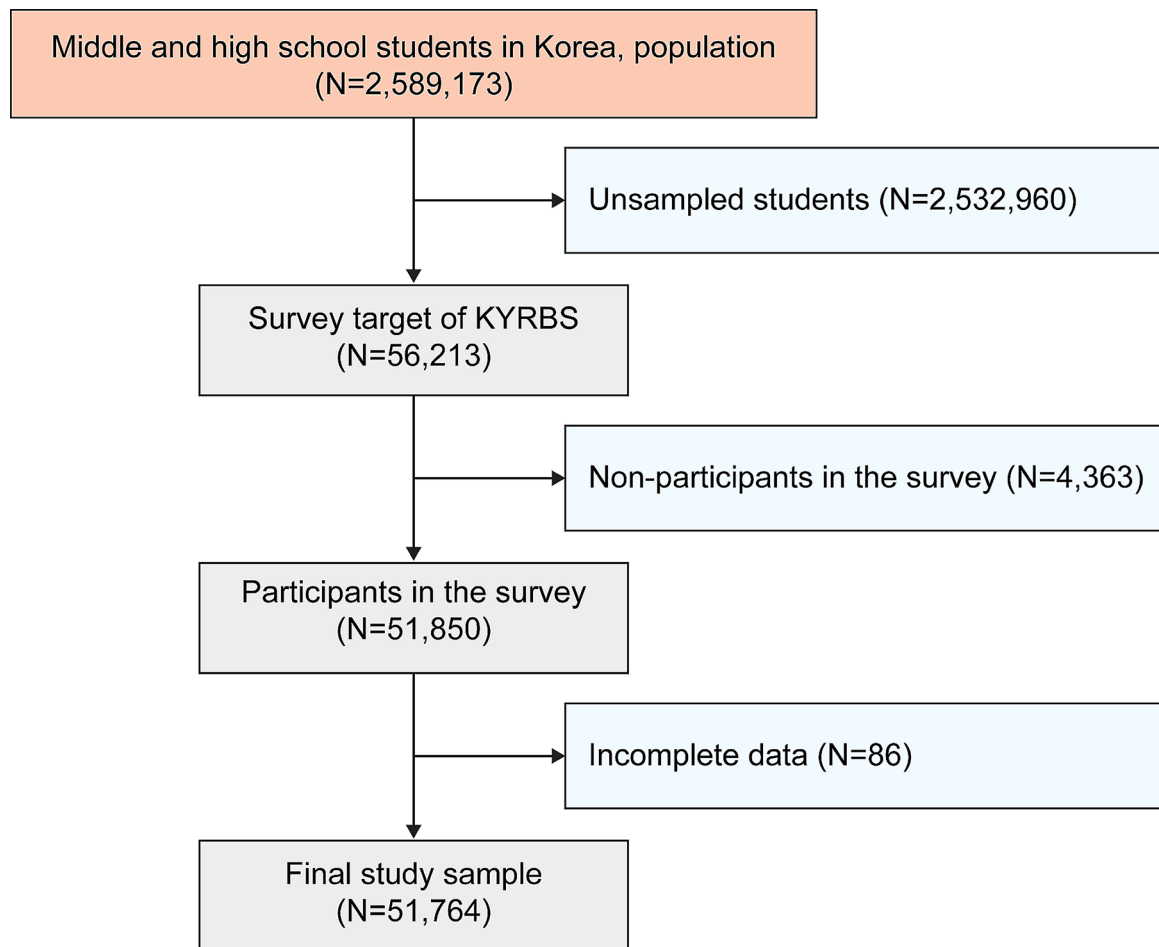 Middle and high school students in Korea, population
(N=2,589,173)
Unsampled students (N=2,532,960)
Survey target of KYRBS
(N=56,213)
Non-participants in the survey (N=4,363)
Participants in the survey
(N=51,850)
Incomplete data (N=86)
Final study sample
(N=51,764)